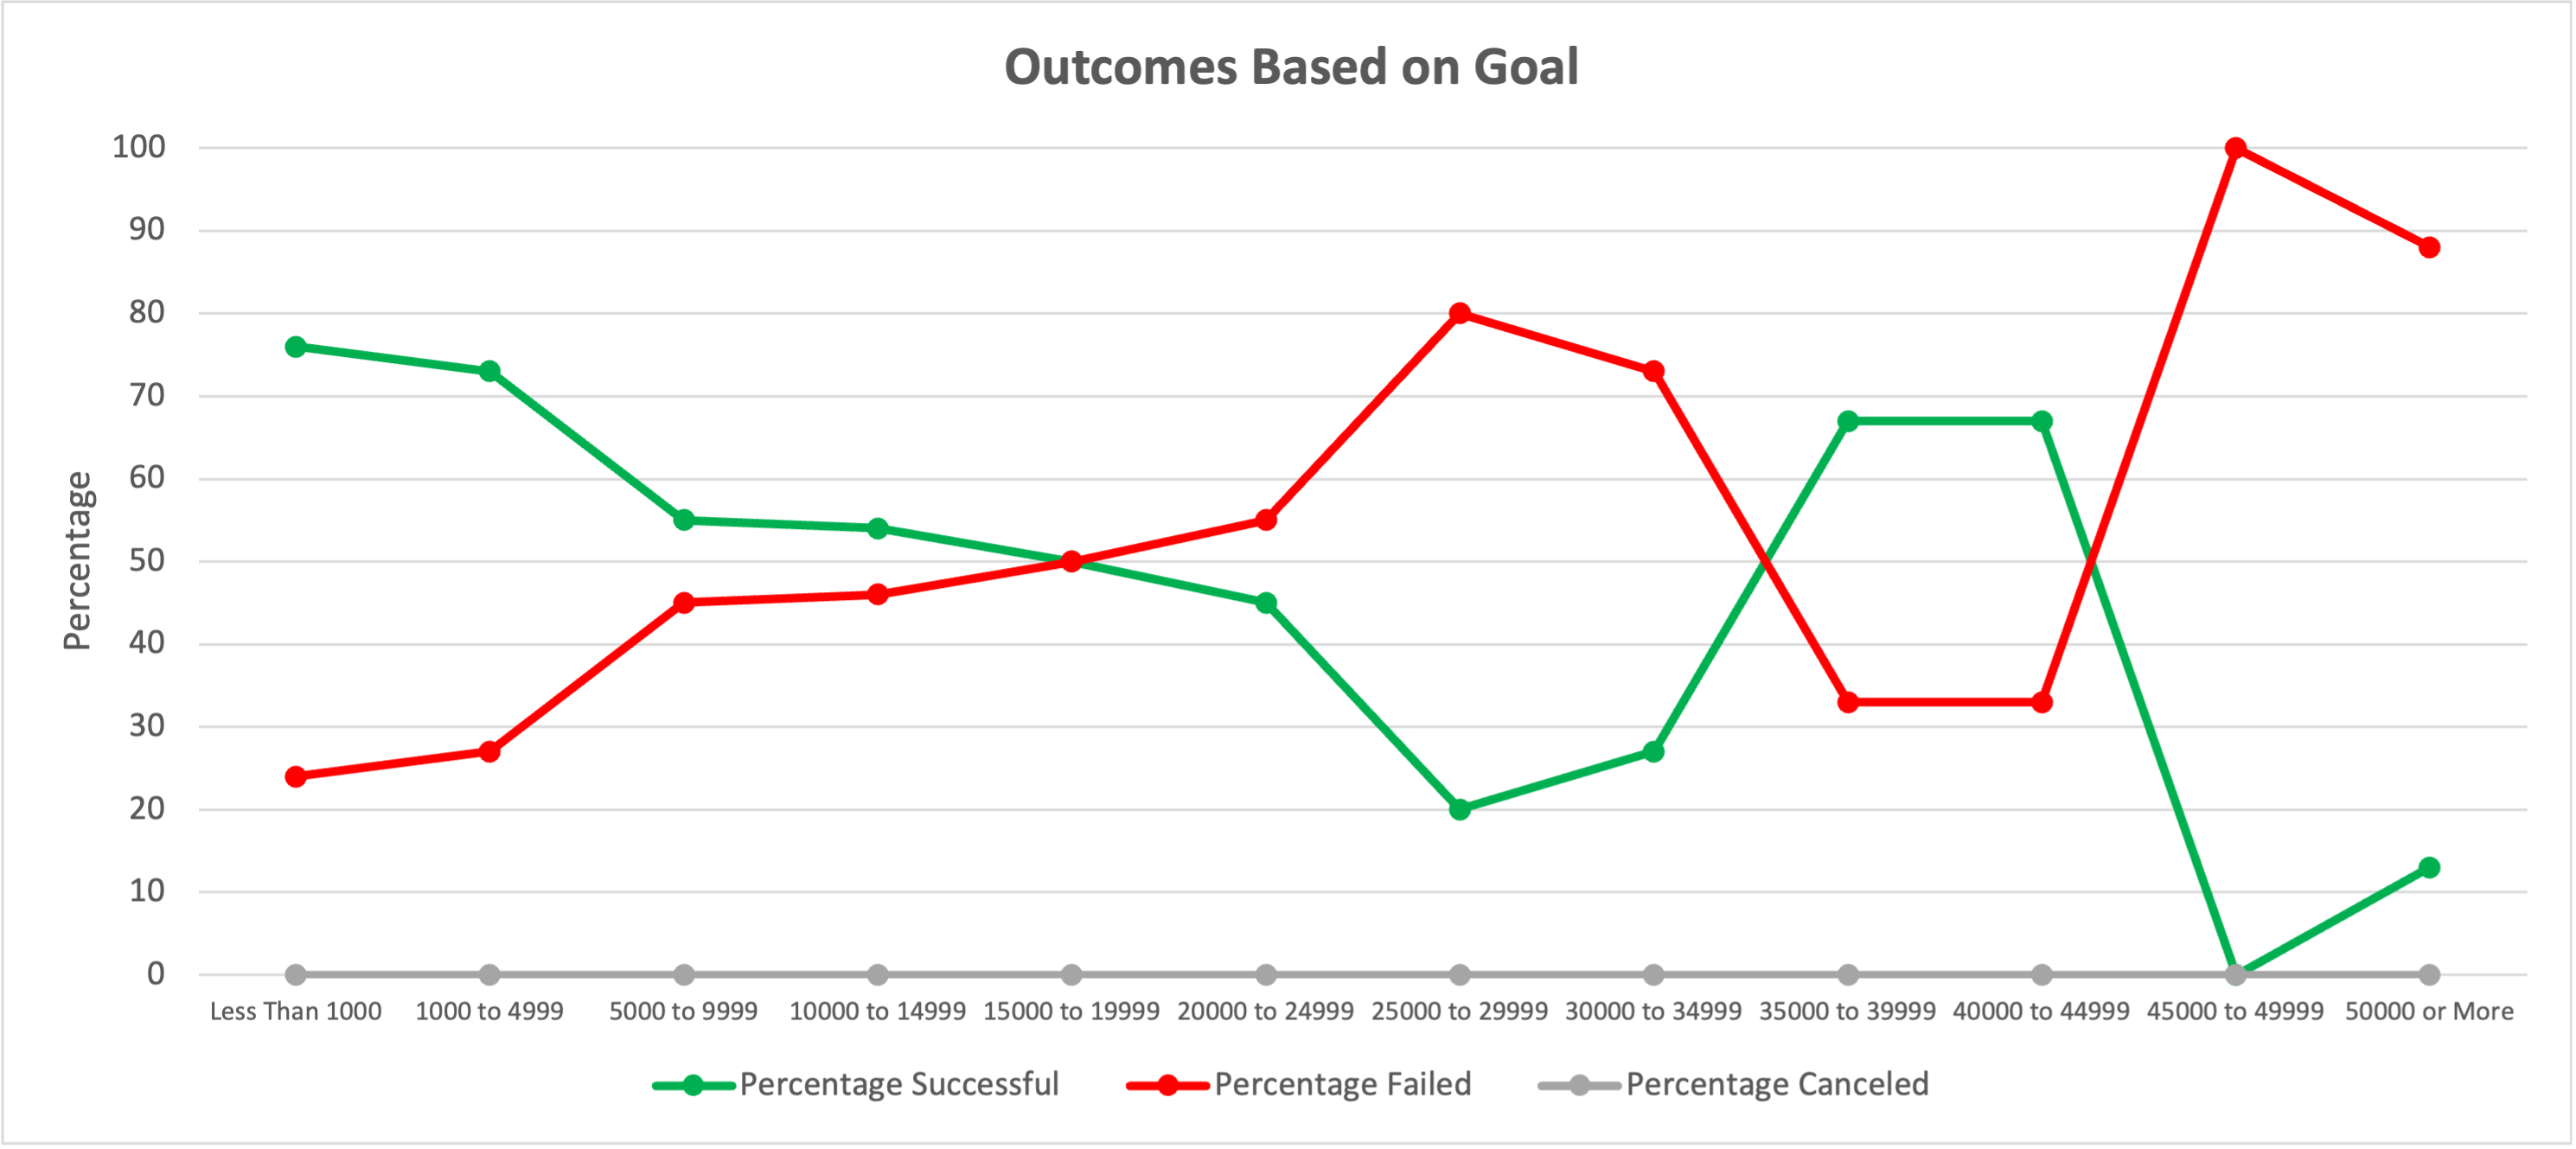 Outcomes Based on Goal
Percentage
100
90
80
70
60
50
40
30
20
10
0
Less Than 1000 1000 to 4999 5000 to 9999 10000 to 14999 15000 to 19999 20000 to 24999 25000 to 29999 30000 to 34999 35000 to 39999 40000 to 44999 45000 to 49999 50000 or More
Percentage Successful Percentage Failed Percentage Canceled